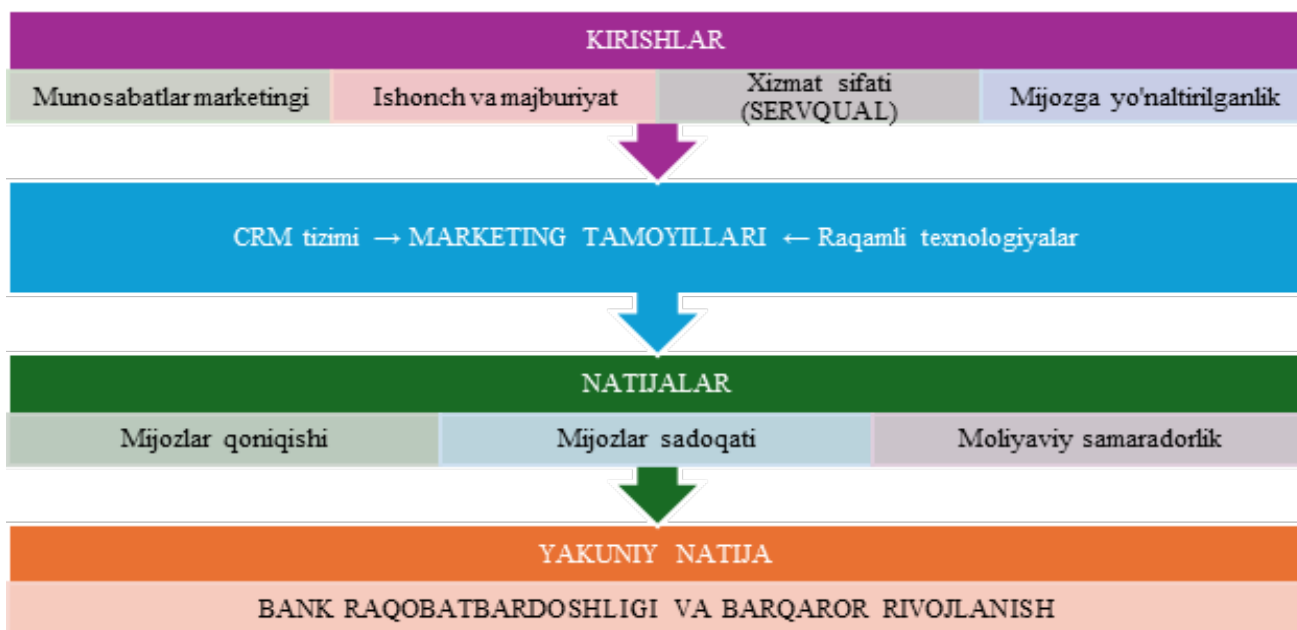 KIRISHLAR
Munosabatlar marketingi
Ishonch va majburiyat
Xizmat sifati
(SERVQUAL)
Mijozga yo'naltirilganlik
CRM tizimi → MARKETING TAMOYILLARI ← Raqamli texnologiyalar
NATIJALAR
Mijozlar qoniqishi
Mijozlar sadoqati
Moliyaviy samaradorlik
YAKUNIY NATIJA
BANK RAQOBATBARDOSHLIGI VA BARQAROR RIVOJLANISH